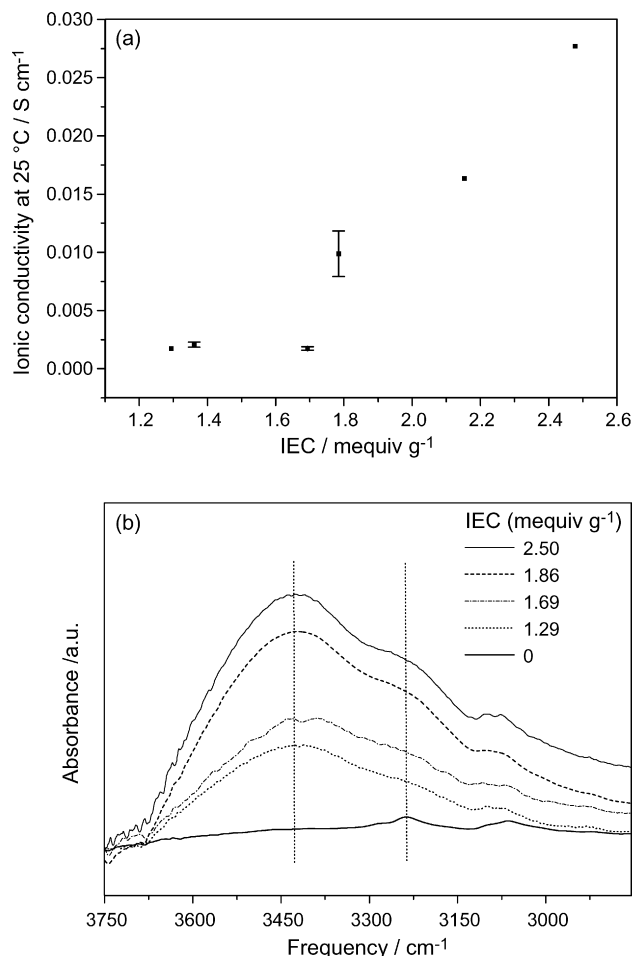 (a)
Ionic conductivity at 25 °C / S cm⁻¹
0.030
0.025
0.020
0.015
0.010
0.005
0.000
1.2 1.4 1.6 1.8 2.0 2.2 2.4 2.6
IEC / mequiv g⁻¹
(b)
IEC (mequiv g⁻¹)
2.50
1.86
1.69
1.29
0
Absorbance /a.u.
3750 3600 3450 3300 3150 3000
Frequency / cm⁻¹